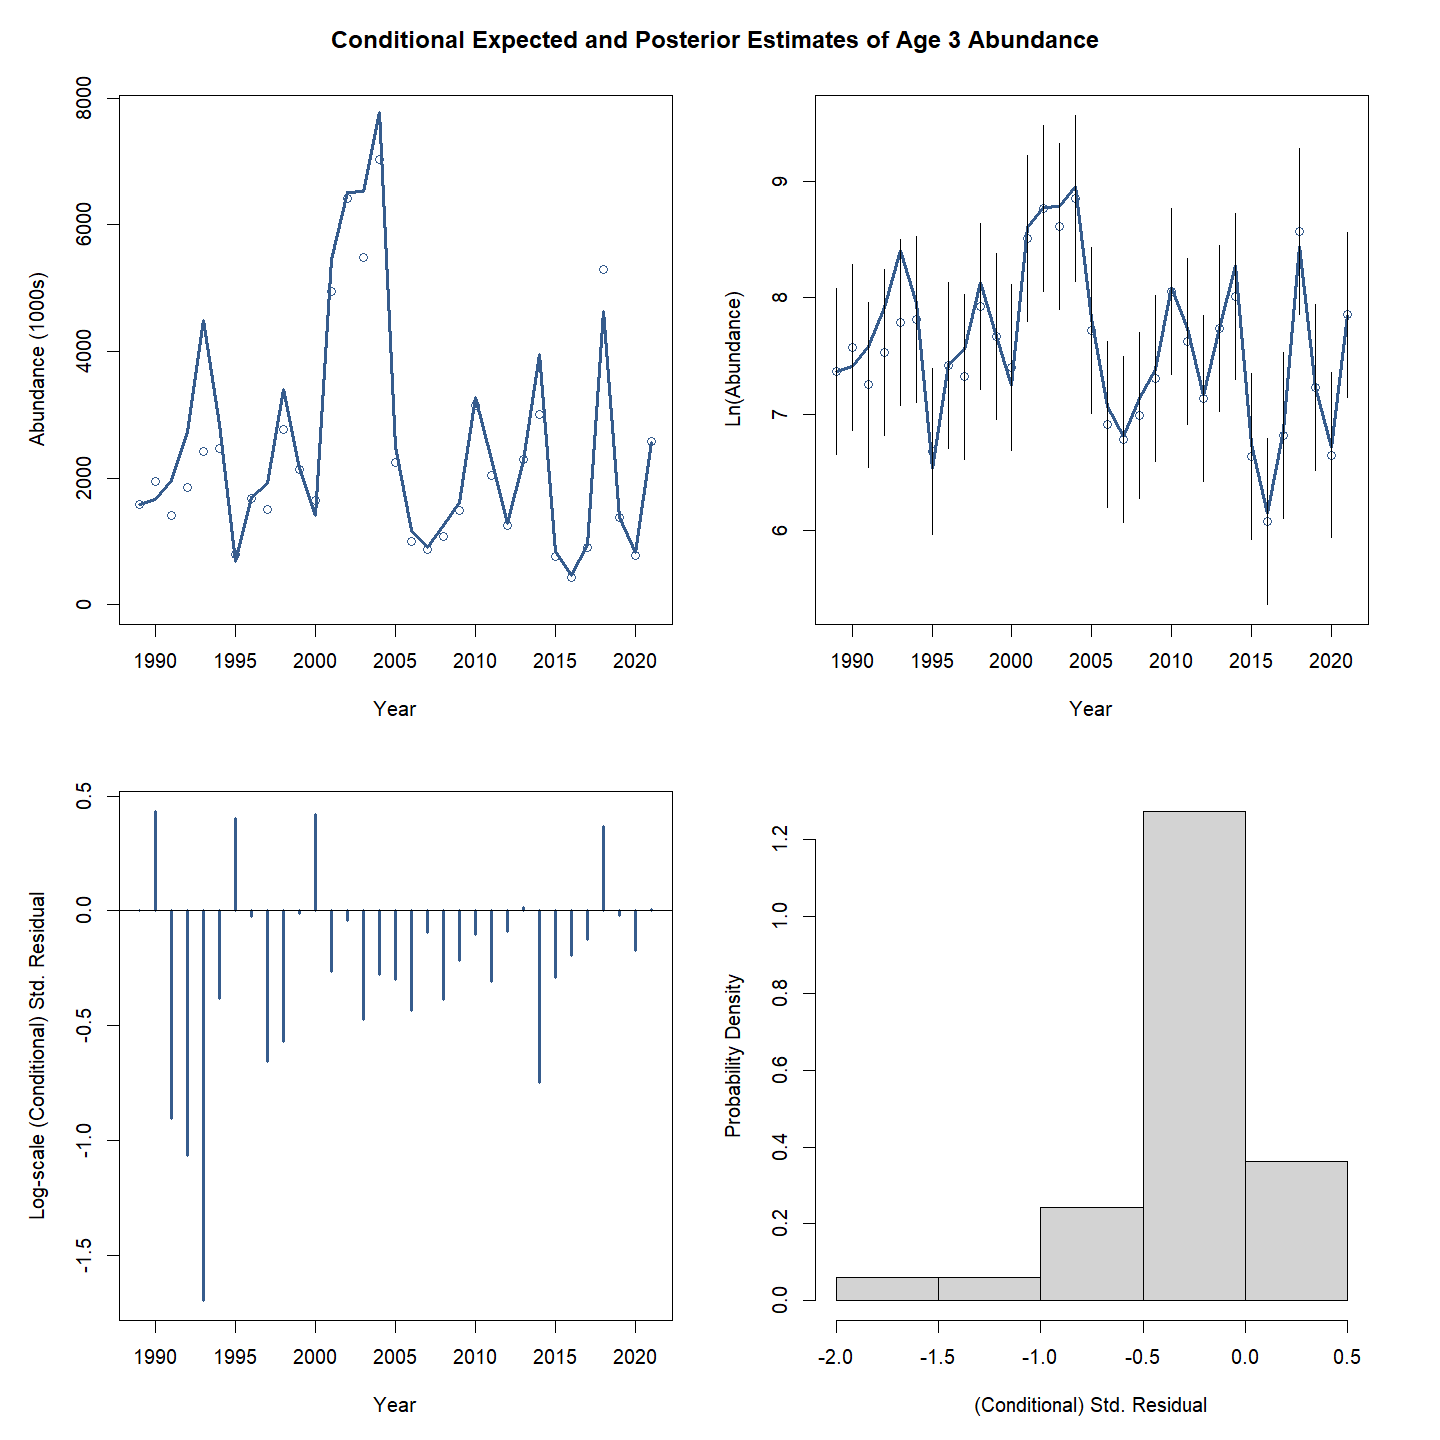 Conditional Expected and Posterior Estimates of Age 3 Abundance
Abundance (1000s)
8000
6000
4000
2000
0
1990 1995 2000 2005 2010 2015 2020
Year
Ln(Abundance)
9
8
7
6
1990 1995 2000 2005 2010 2015 2020
Year
Log-scale (Conditional) Std. Residual
0.5
0.0
-0.5
-1.0
-1.5
1990 1995 2000 2005 2010 2015 2020
Year
Probability Density
1.2
1.0
0.8
0.6
0.4
0.2
0.0
-2.0 -1.5 -1.0 -0.5 0.0 0.5
(Conditional) Std. Residual